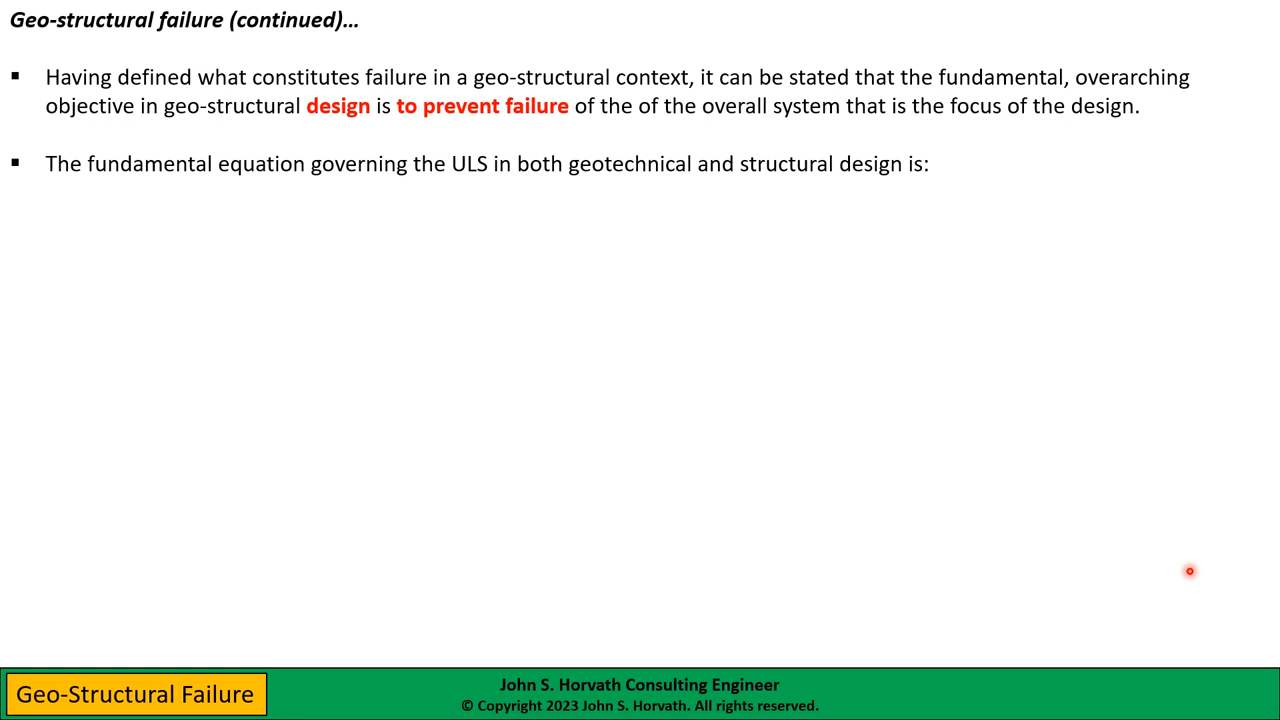 Geo-structural failure (continued)…
▪ Having defined what constitutes failure in a geo-structural context, it can be stated that the fundamental, overarching
objective in geo-structural design is to prevent failure of the of the overall system that is the focus of the design.
▪ The fundamental equation governing the ULS in both geotechnical and structural design is:
Geo-Structural Failure
John S. Horvath Consulting Engineer
© Copyright 2023 John S. Horvath. All rights reserved.